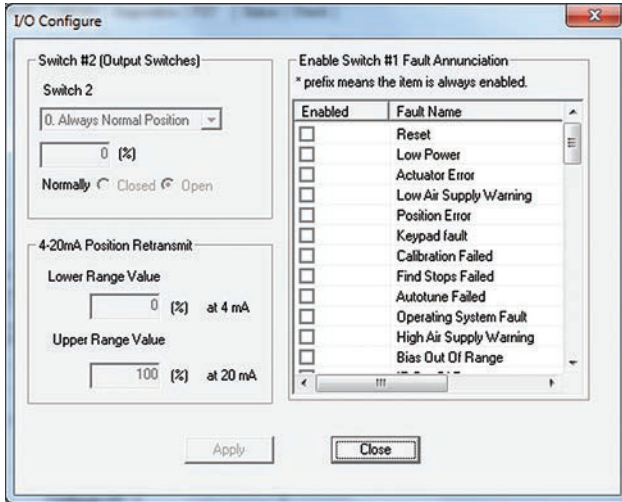 I/O Configure
Switch #2 (Output Switches)
Switch 2
0. Always Normal Position
0 (%)
Normally Closed Open
4-20mA Position Retransmit
Lower Range Value
0 (%) at 4 mA
Upper Range Value
100 (%) at 20 mA
Enable Switch #1 Fault Annunciation
* prefix means the item is always enabled.
Enabled Fault Name
Reset
Low Power
Actuator Error
Low Air Supply Warning
Position Error
Keypad fault
Calibration Failed
Find Stops Failed
Autotune Failed
Operating System Fault
High Air Supply Warning
Bias Out Of Range
Apply
Close